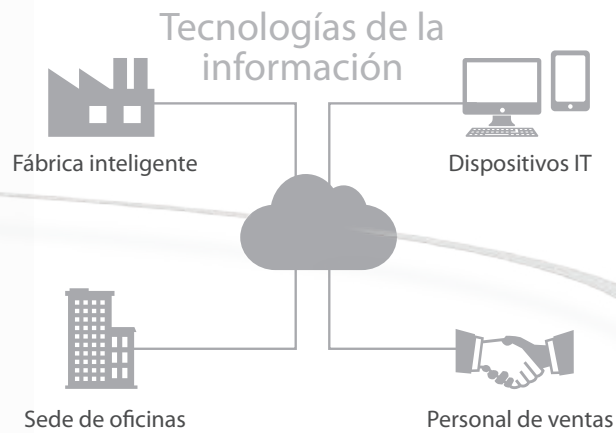 Tecnologías de la
información
Fábrica inteligente
Dispositivos IT
Sede de oficinas
Personal de ventas